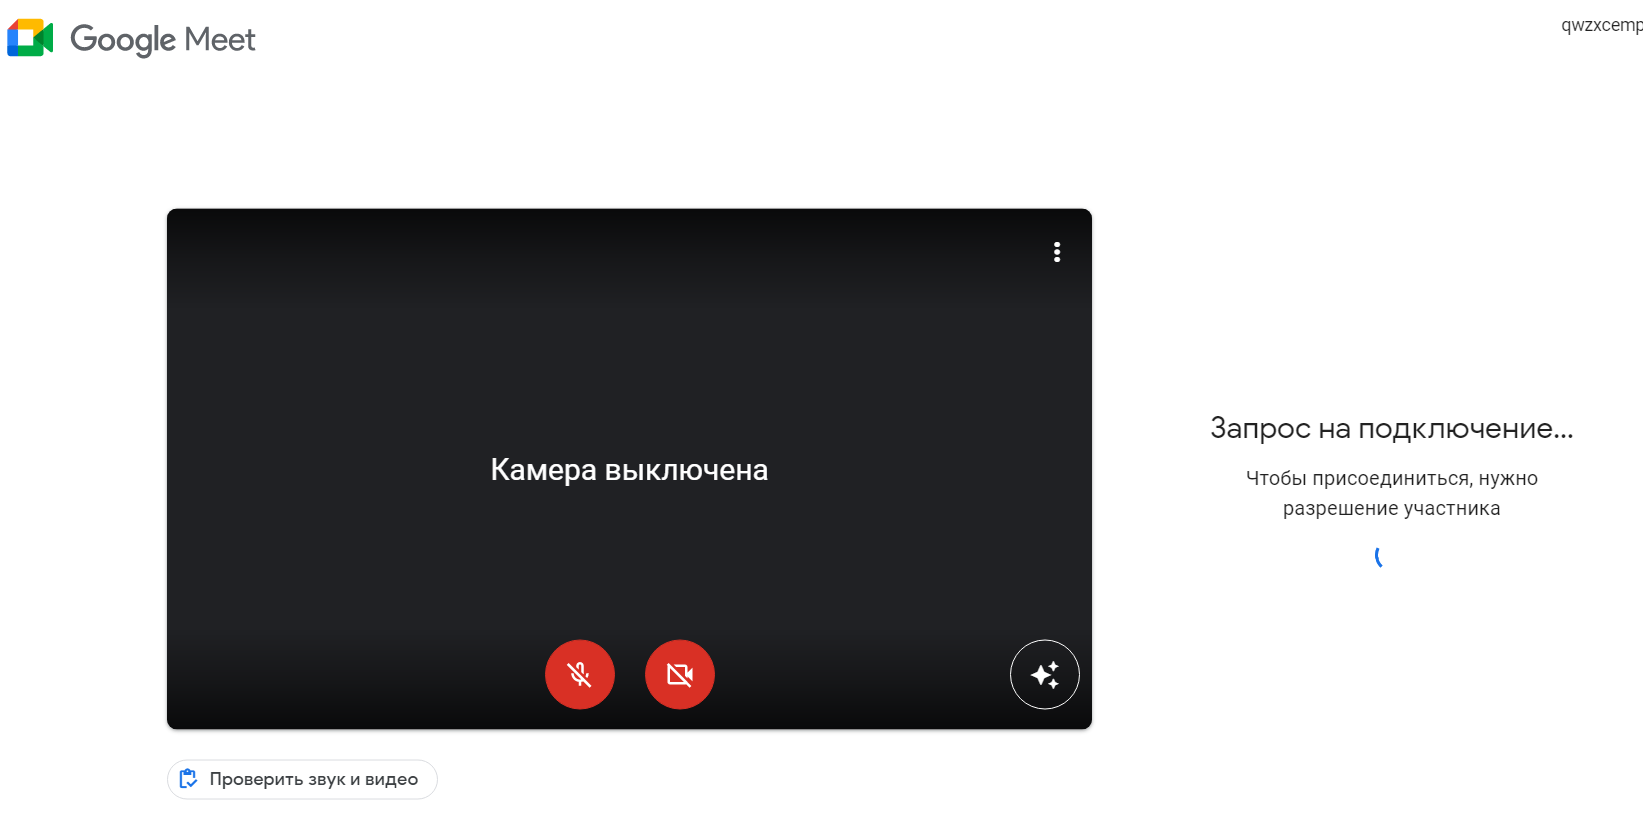 Google Meet
qwzxcemp
Камера выключена
Запрос на подключение...
Чтобы присоединиться, нужно
разрешение участника
Проверить звук и видео